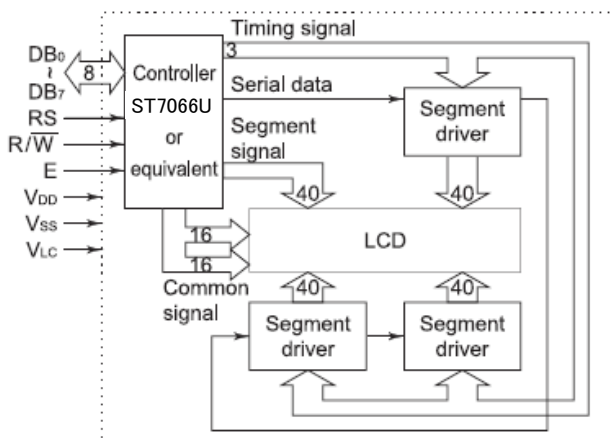 Timing signal
3
DB0
~
DB7
8
Controller
ST7066U
or
equivalent
RS
R/W̅
E
VDD
VSS
VLC
Serial data
Segment
signal
Segment
driver
40
40
16
16
LCD
Common
signal
40
40
Segment
driver
Segment
driver